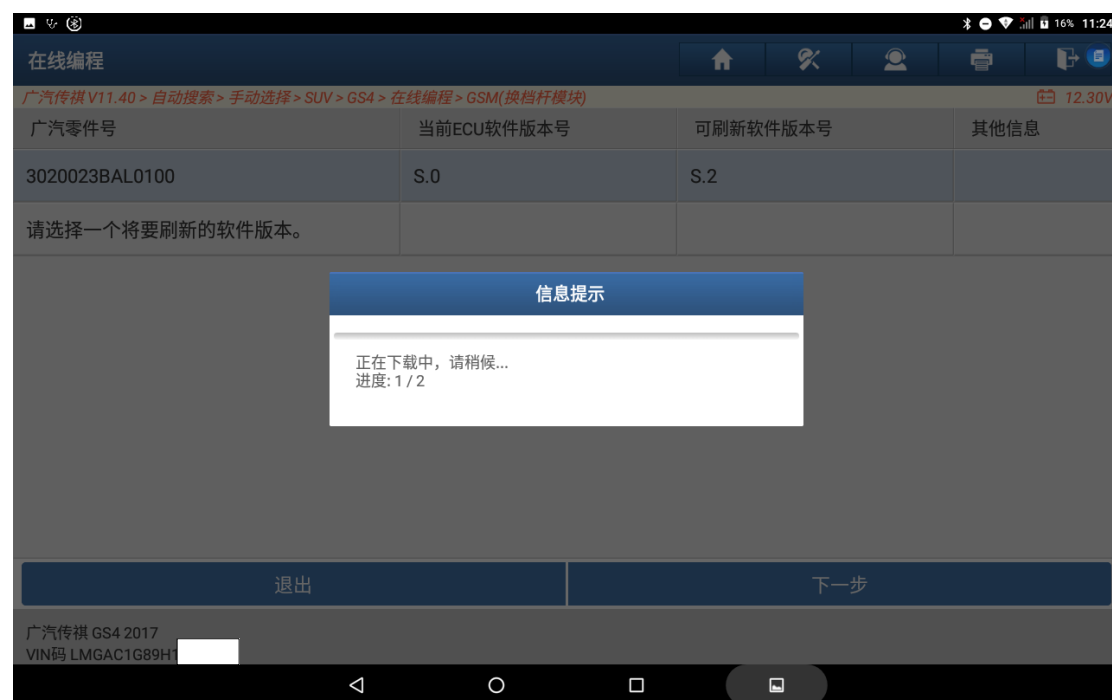 16% 11:24
在线编程
广汽传祺 V11.40 > 自动搜索 > 手动选择 > SUV > GS4 > 在线编程 > GSM(换档杆模块) 12.30V
广汽零件号 当前ECU软件版本号 可刷新软件版本号 其他信息
3020023BAL0100 S.0 S.2
请选择一个将要刷新的软件版本。
信息提示
正在下载中，请稍候...
进度: 1 / 2
退出 下一步
广汽传祺 GS4 2017
VIN码 LMGAC1G89H1